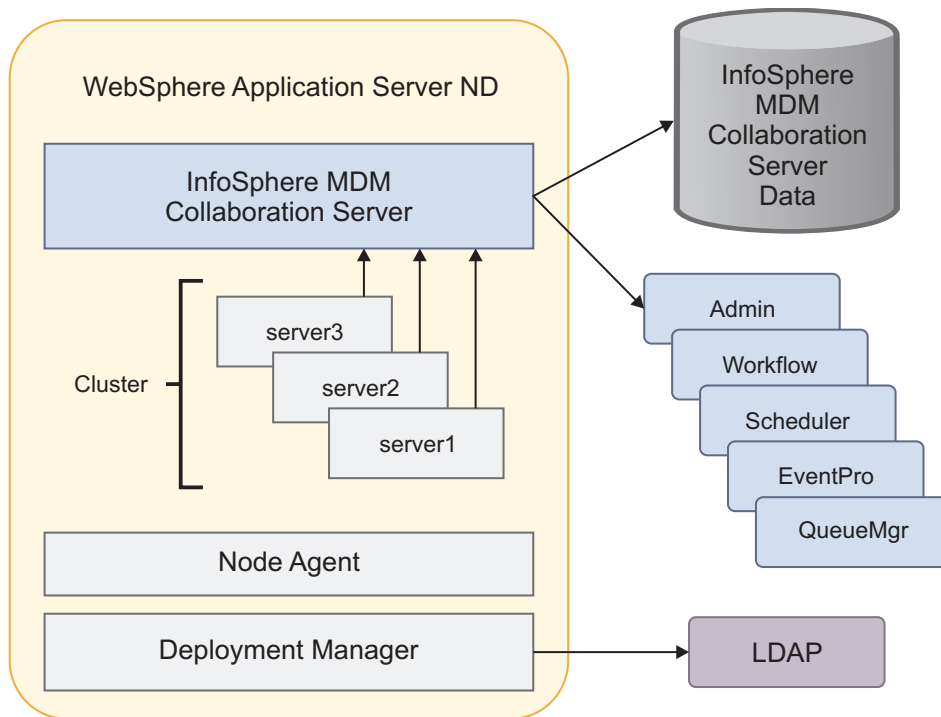 WebSphere Application Server ND
InfoSphere MDM
Collaboration Server
Cluster
server3
server2
server1
Node Agent
Deployment Manager
InfoSphere
MDM
Collaboration
Server
Data
Admin
Workflow
Scheduler
EventPro
QueueMgr
LDAP